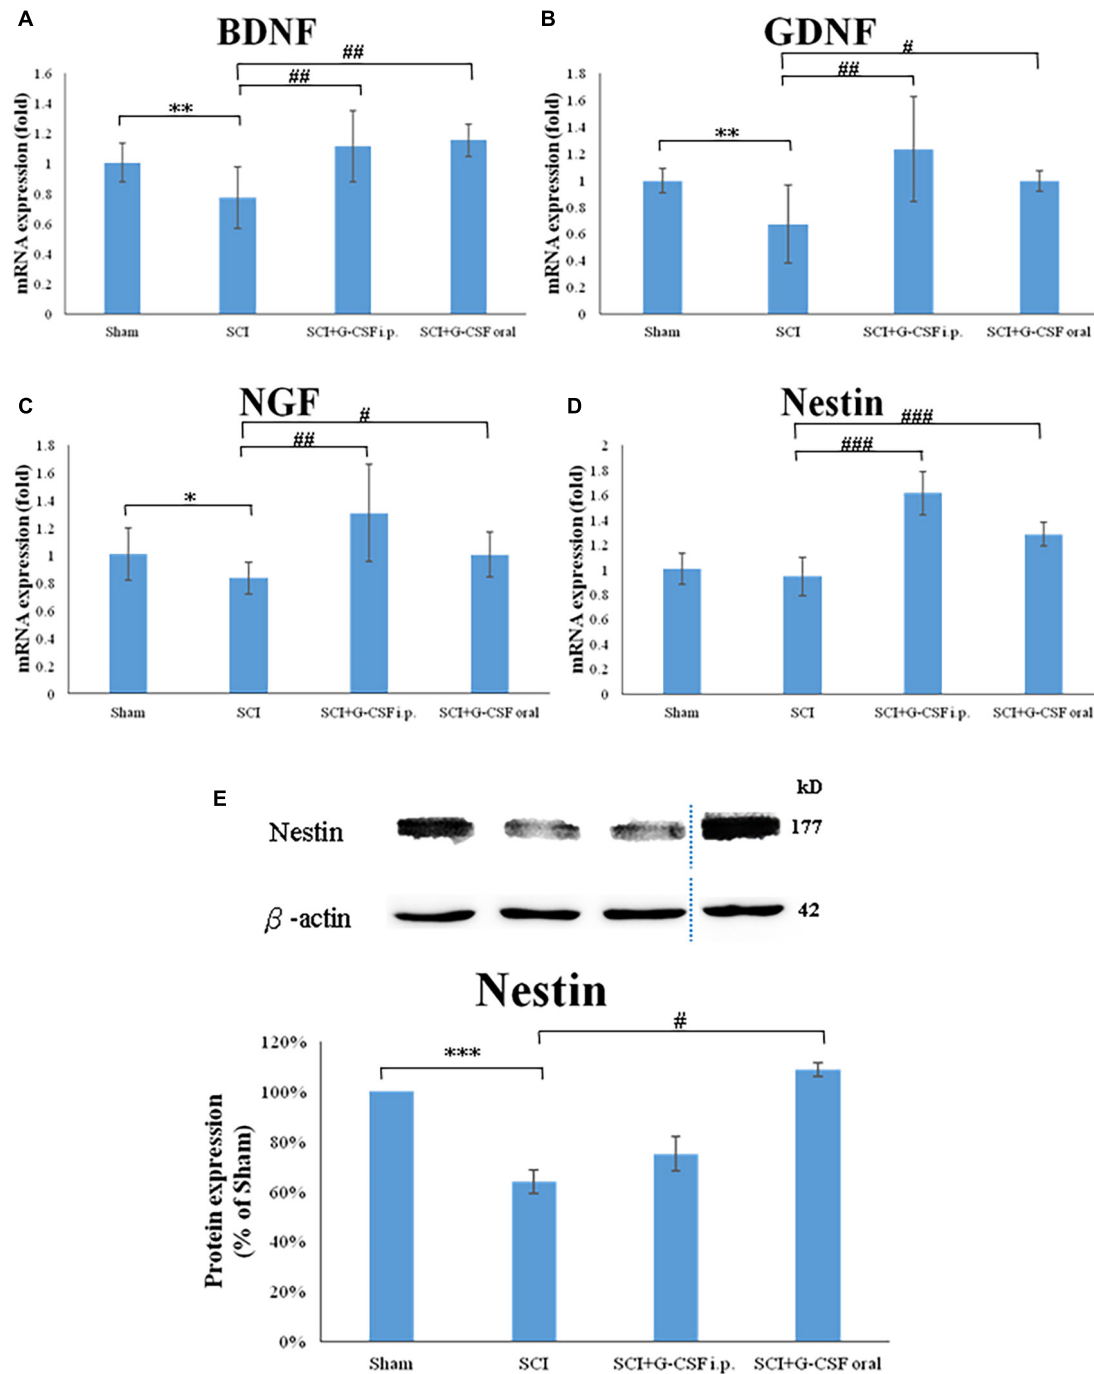 A
BDNF
##
##
**
mRNA expression (fold)
1.6
1.4
1.2
1
0.8
0.6
0.4
0.2
0
Sham SCI SCI+G-CSF i.p. SCI+G-CSF oral
B
GDNF
#
##
**
mRNA expression (fold)
1.8
1.6
1.4
1.2
1
0.8
0.6
0.4
0.2
0
Sham SCI SCI+G-CSF i.p. SCI+G-CSF oral
C
NGF
#
##
*
mRNA expression (fold)
1.8
1.6
1.4
1.2
1
0.8
0.6
0.4
0.2
0
Sham SCI SCI+G-CSF i.p. SCI+G-CSF oral
D
Nestin
###
###
mRNA expression (fold)
2
1.8
1.6
1.4
1.2
1
0.8
0.6
0.4
0.2
0
Sham SCI SCI+G-CSF i.p. SCI+G-CSF oral
E
kD
Nestin 177
β-actin 42
Nestin
#
***
Protein expression
(% of Sham)
120%
100%
80%
60%
40%
20%
0%
Sham SCI SCI+G-CSF i.p. SCI+G-CSF oral